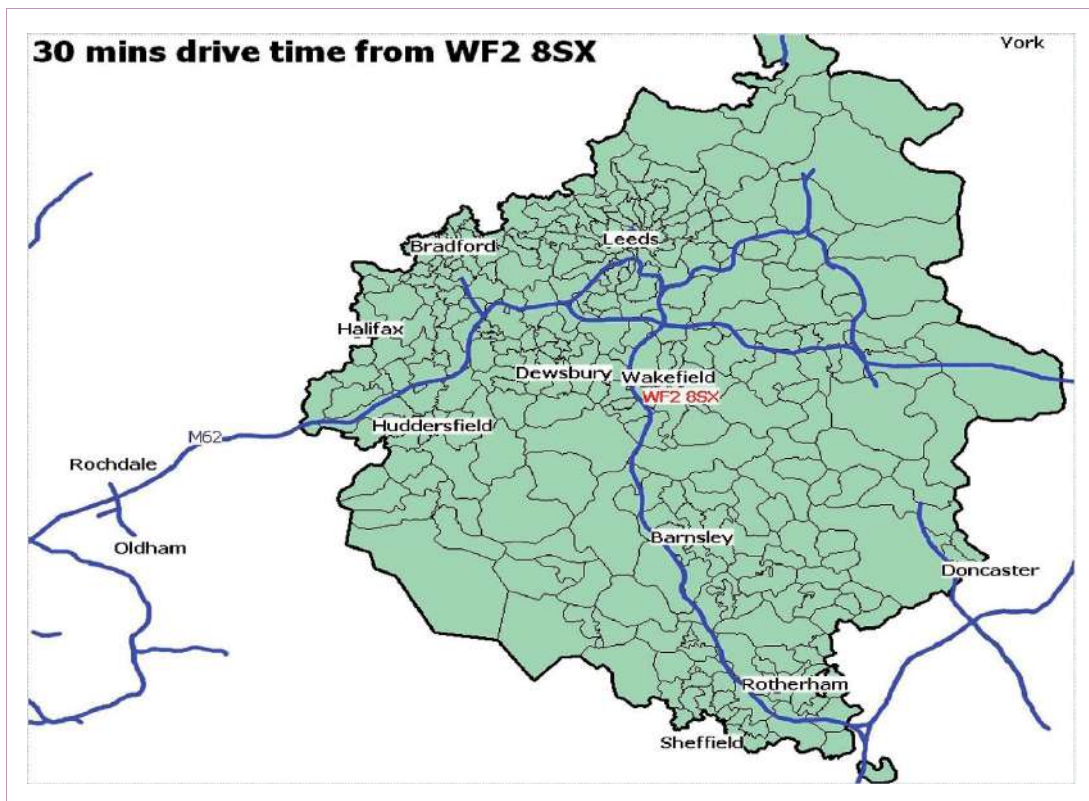 30 mins drive time from WF2 8SX
York
Leeds
Bradford
Halifax
Dewsbury
Wakefield
WF2 8SX
Huddersfield
M62
Rochdale
Oldham
Barnsley
Doncaster
Rotherham
Sheffield